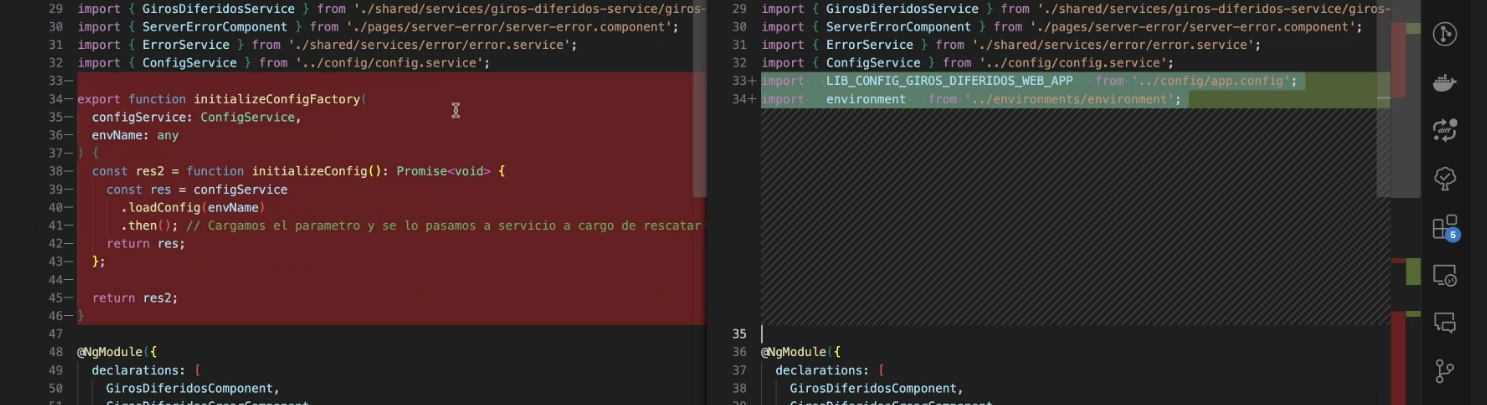 29 import { GirosDiferidosService } from './shared/services/giros-diferidos-service/giros-
30 import { ServerErrorComponent } from './pages/server-error/server-error.component';
31 import { ErrorService } from './shared/services/error/error.service';
32 import { ConfigService } from '../config/config.service';
33—
34— export function initializeConfigFactory(
35— configService: ConfigService,
36— envName: any
37— ) {
38— const res2 = function initializeConfig(): Promise<void> {
39— const res = configService
40— .loadConfig(envName)
41— .then(); // Cargamos el parametro y se lo pasamos a servicio a cargo de rescatar
42— return res;
43— };
44—
45— return res2;
46— }
47
48 @NgModule({
49 declarations: [
50 GirosDiferidosComponent,
29 import { GirosDiferidosService } from './shared/services/giros-diferidos-service/giros-
30 import { ServerErrorComponent } from './pages/server-error/server-error.component';
31 import { ErrorService } from './shared/services/error/error.service';
32 import { ConfigService } from '../config/config.service';
33+ import LIB_CONFIG_GIROS_DIFERIDOS_WEB_APP from '../config/app.config';
34+ import environment from '../environments/environment';
35
36 @NgModule({
37 declarations: [
38 GirosDiferidosComponent,
diff
5